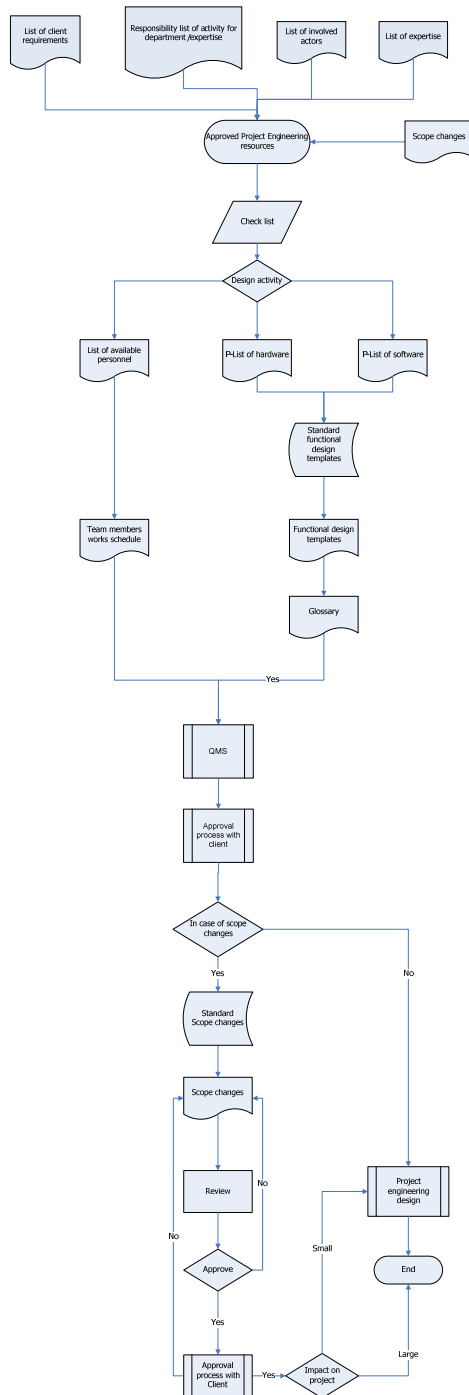 List of client
requirements
Responsibility list of activity for
department /expertise
List of involved
actors
List of expertise
Approved Project Engineering
resources
Scope changes
Check list
Design activity
List of available
personnel
P-List of hardware
P-List of software
Standard
functional
design
templates
Team members
works schedule
Functional design
templates
Glossary
Yes
QMS
Approval
process with
client
In case of scope
changes
Yes
No
Standard
Scope changes
Scope changes
Review
No
No
Project
engineering
design
Small
Approve
End
Yes
Large
Approval
process with
Client
Yes
Impact on
project